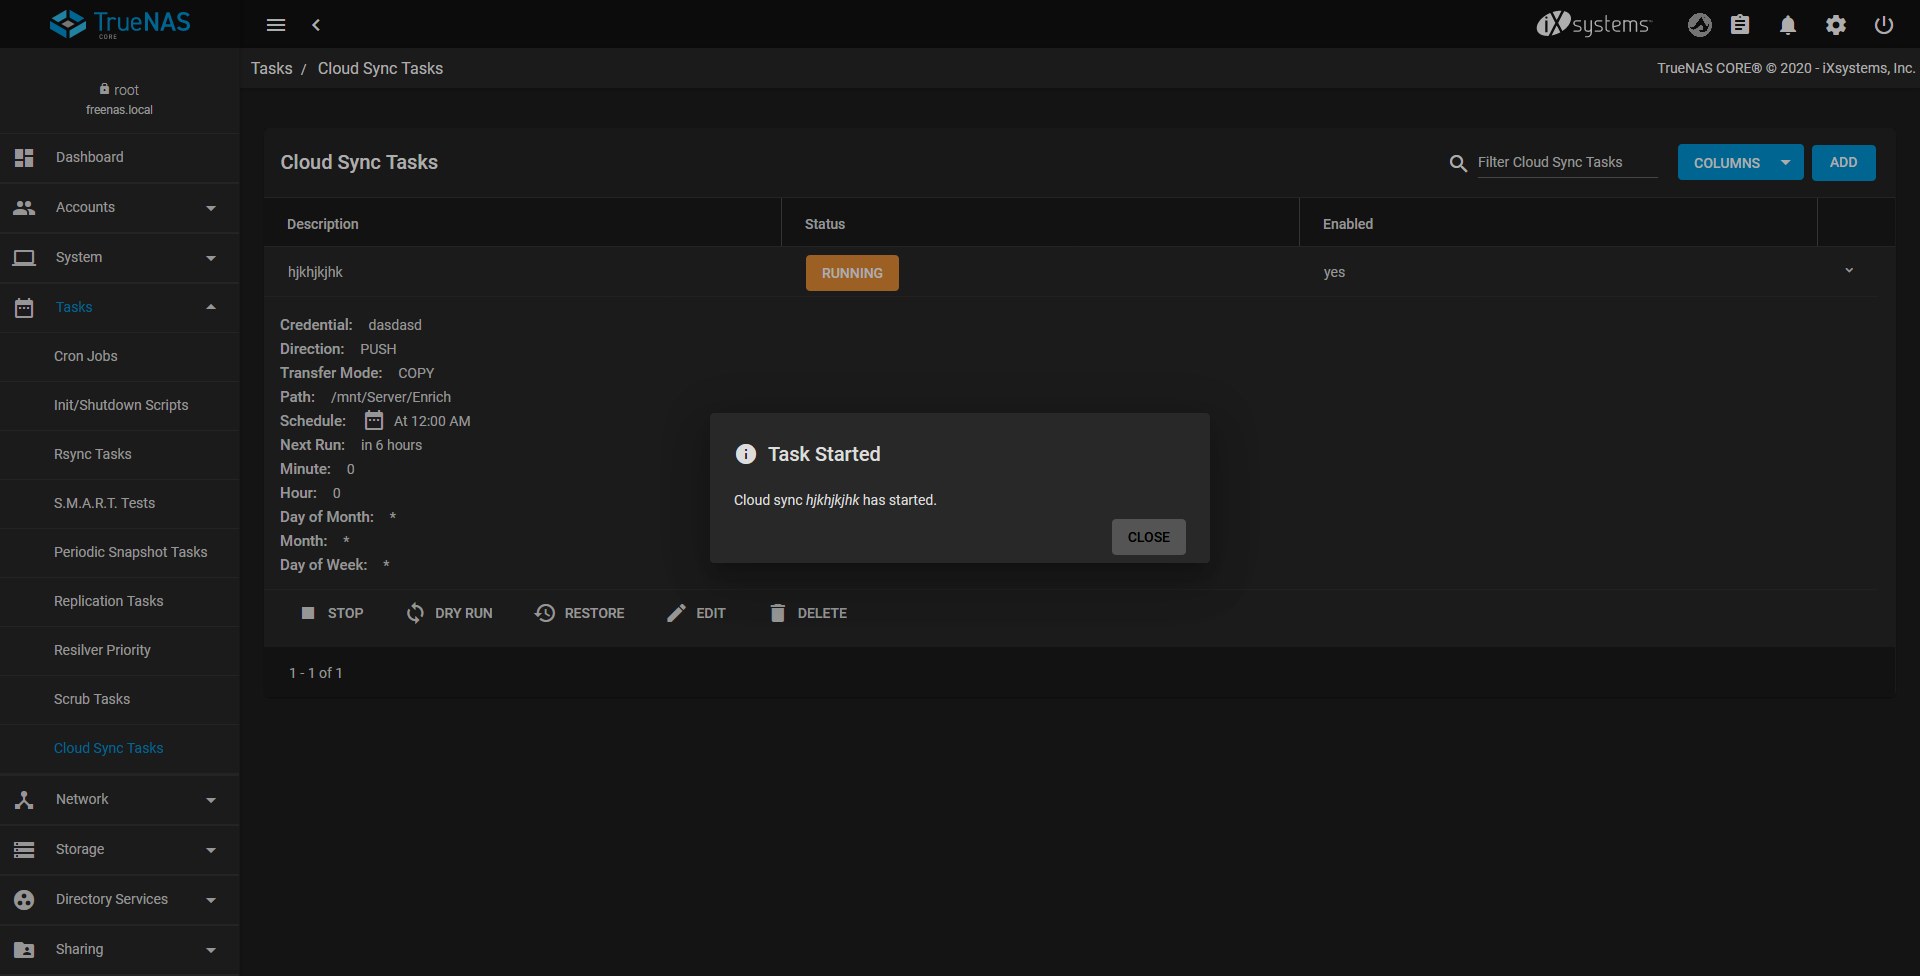 TrueNAS
CORE
iXsystems
root
freenas.local
Tasks / Cloud Sync Tasks
TrueNAS CORE® © 2020 - iXsystems, Inc.
Dashboard
Accounts
System
Tasks
Cron Jobs
Init/Shutdown Scripts
Rsync Tasks
S.M.A.R.T. Tests
Periodic Snapshot Tasks
Replication Tasks
Resilver Priority
Scrub Tasks
Cloud Sync Tasks
Network
Storage
Directory Services
Sharing
Cloud Sync Tasks
Filter Cloud Sync Tasks
COLUMNS
ADD
Description Status Enabled
hjkhjkjhk RUNNING yes
Credential: dasdasd
Direction: PUSH
Transfer Mode: COPY
Path: /mnt/Server/Enrich
Schedule: At 12:00 AM
Next Run: in 6 hours
Minute: 0
Hour: 0
Day of Month: *
Month: *
Day of Week: *
STOP DRY RUN RESTORE EDIT DELETE
1 - 1 of 1
Task Started
Cloud sync hjkhjkjhk has started.
CLOSE